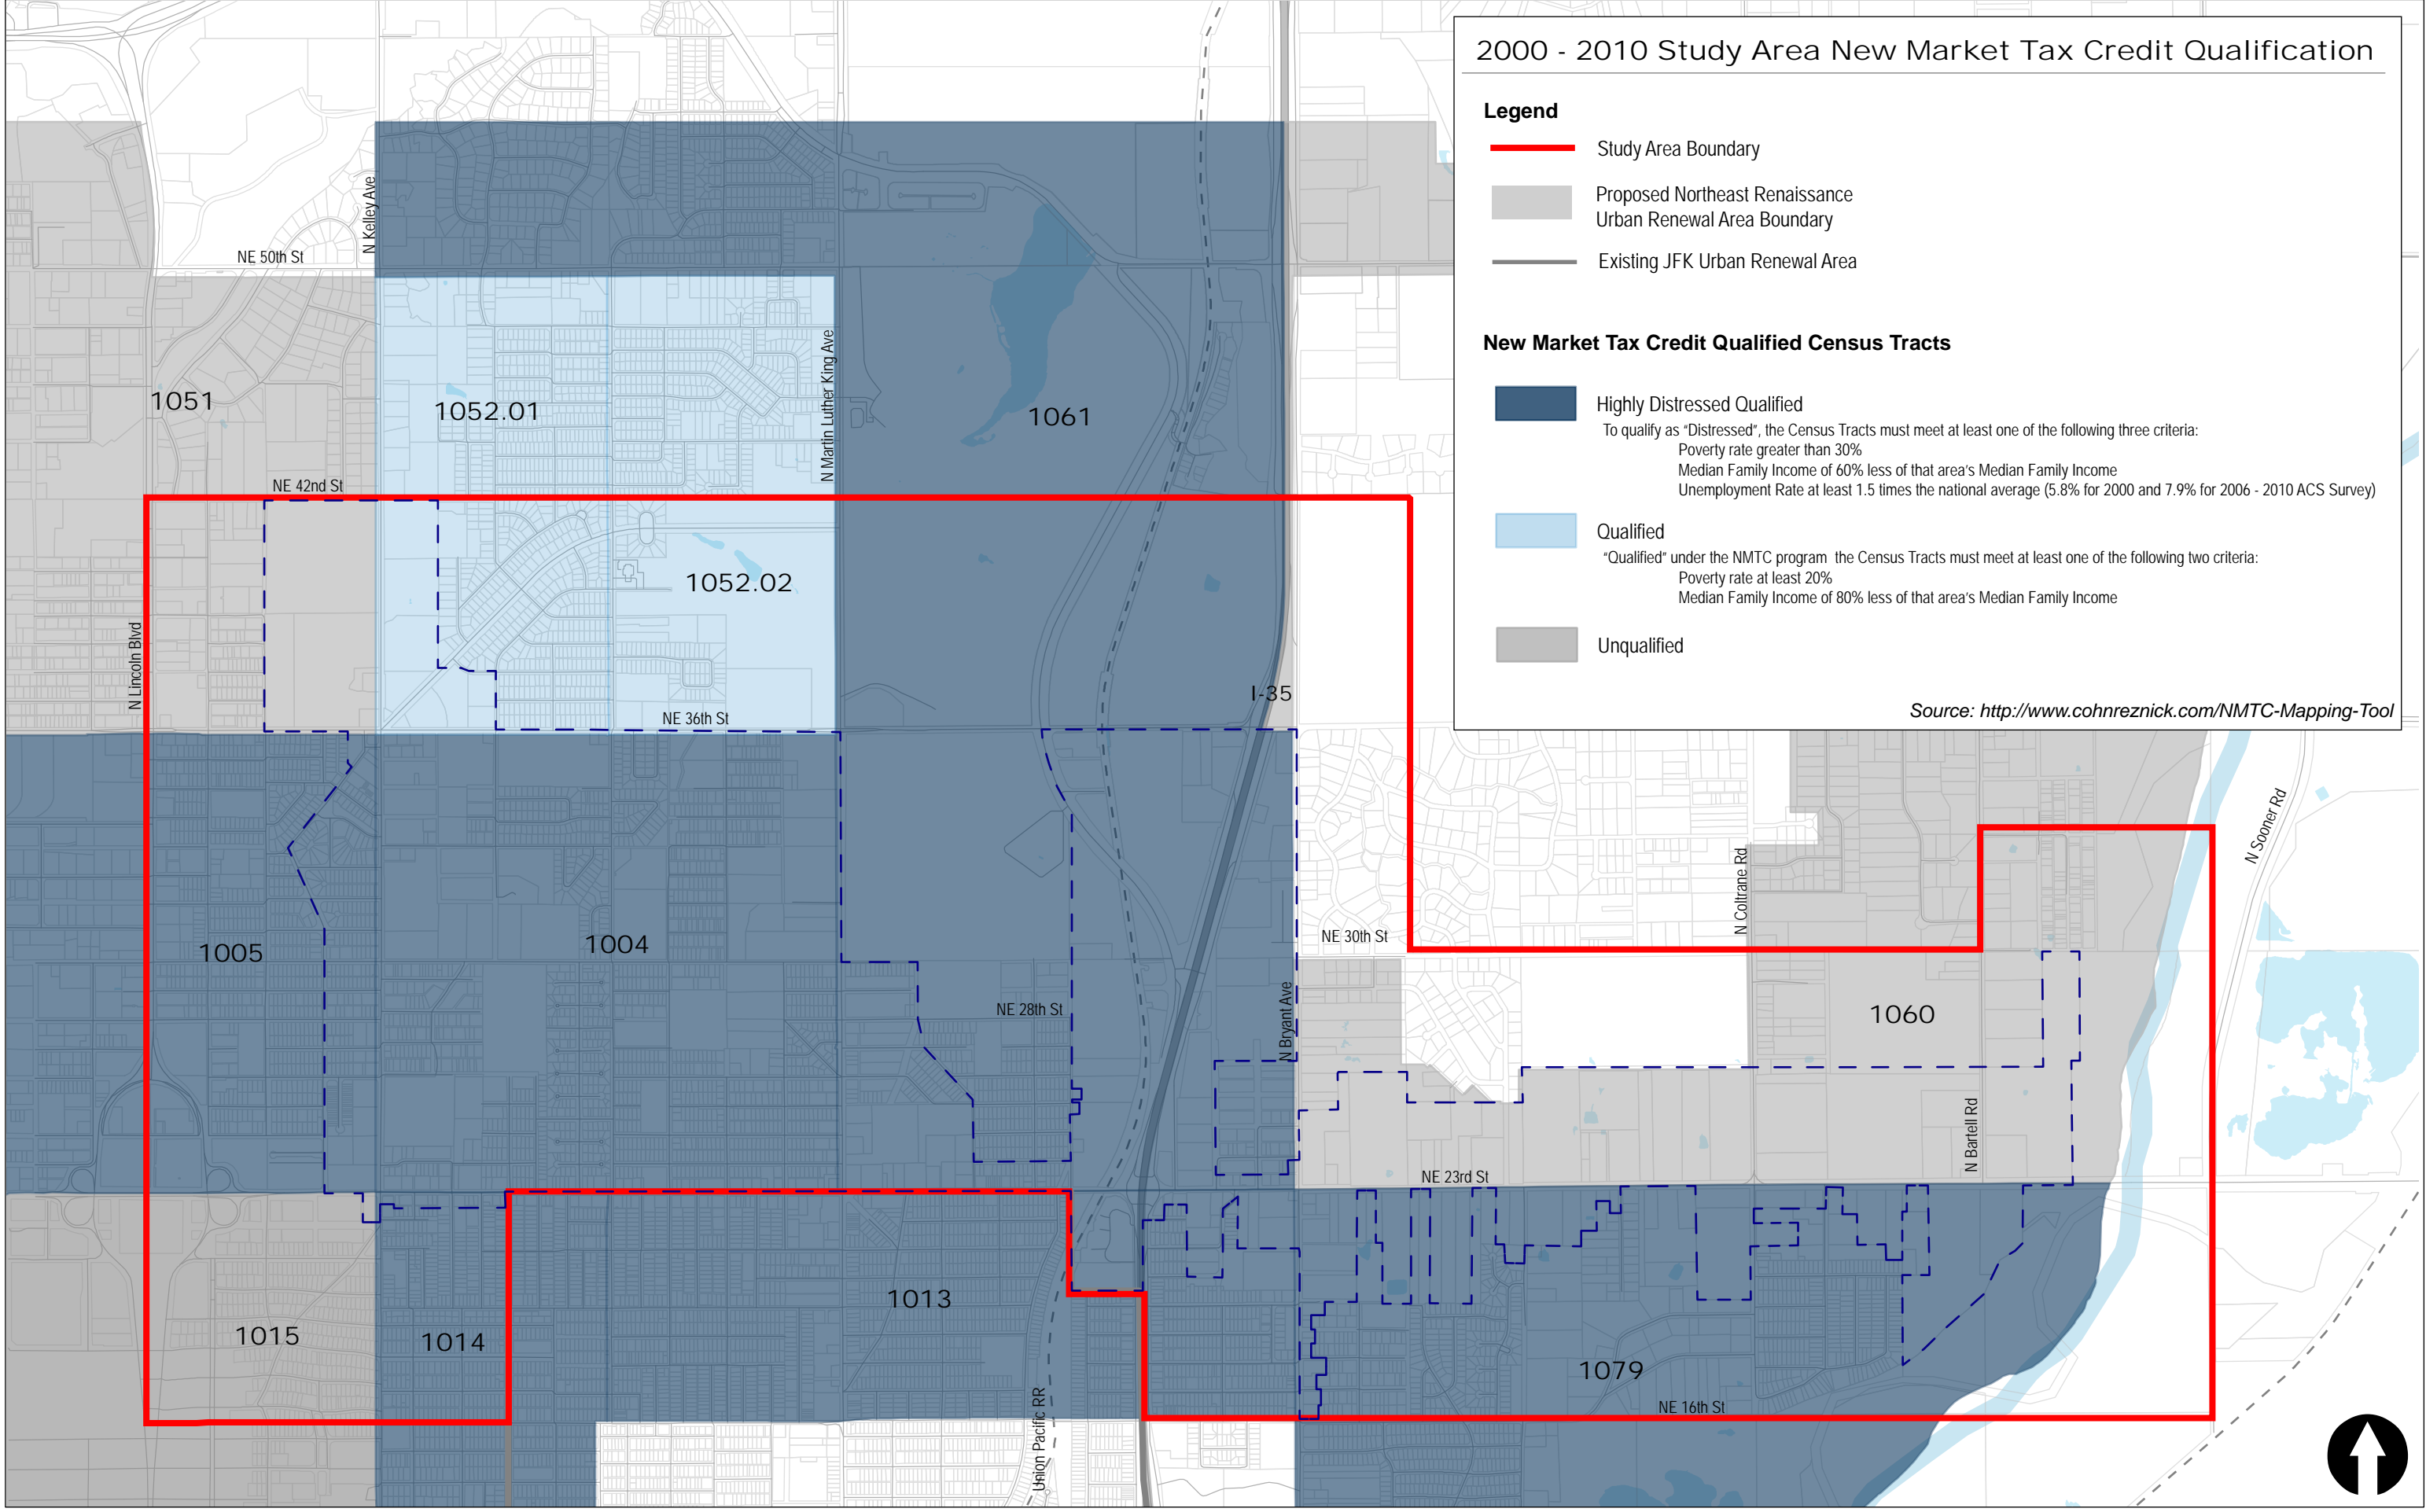 2000 - 2010 Study Area New Market Tax Credit Qualification
Legend
Study Area Boundary
Proposed Northeast Renaissance
Urban Renewal Area Boundary
Existing JFK Urban Renewal Area
New Market Tax Credit Qualified Census Tracts
Highly Distressed Qualified
To qualify as "Distressed", the Census Tracts must meet at least one of the following three criteria:
Poverty rate greater than 30%
Median Family Income of 60% less of that area's Median Family Income
Unemployment Rate at least 1.5 times the national average (5.8% for 2000 and 7.9% for 2006 - 2010 ACS Survey)
Qualified
"Qualified" under the NMTC program the Census Tracts must meet at least one of the following two criteria:
Poverty rate at least 20%
Median Family Income of 80% less of that area's Median Family Income
Unqualified
Source: http://www.cohnreznick.com/NMTC-Mapping-Tool
N Kelley Ave
NE 50th St
N Martin Luther King Ave
1051
1052.01
1061
NE 42nd St
1052.02
N Lincoln Blvd
I-35
NE 36th St
N Sooner Rd
N Coltrane Rd
NE 30th St
1005
1004
NE 28th St
N Bryant Ave
1060
N Bartell Rd
NE 23rd St
1013
1015
1014
1079
Union Pacific RR
NE 16th St